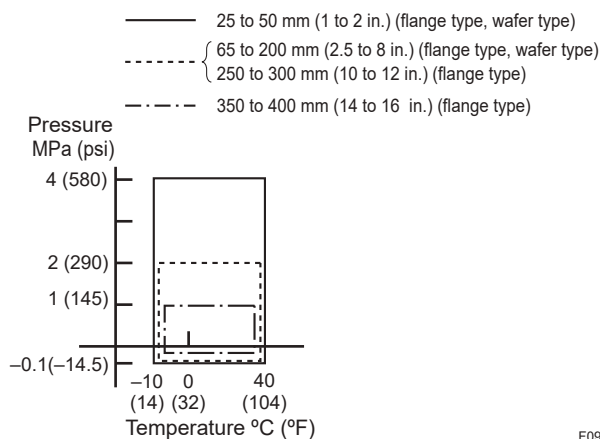 25 to 50 mm (1 to 2 in.) (flange type, wafer type)
65 to 200 mm (2.5 to 8 in.) (flange type, wafer type)
250 to 300 mm (10 to 12 in.) (flange type)
350 to 400 mm (14 to 16 in.) (flange type)
Pressure
MPa (psi)
4 (580)
2 (290)
1 (145)
–0.1(–14.5)
–10 0 40
(14) (32) (104)
Temperature ºC (ºF)